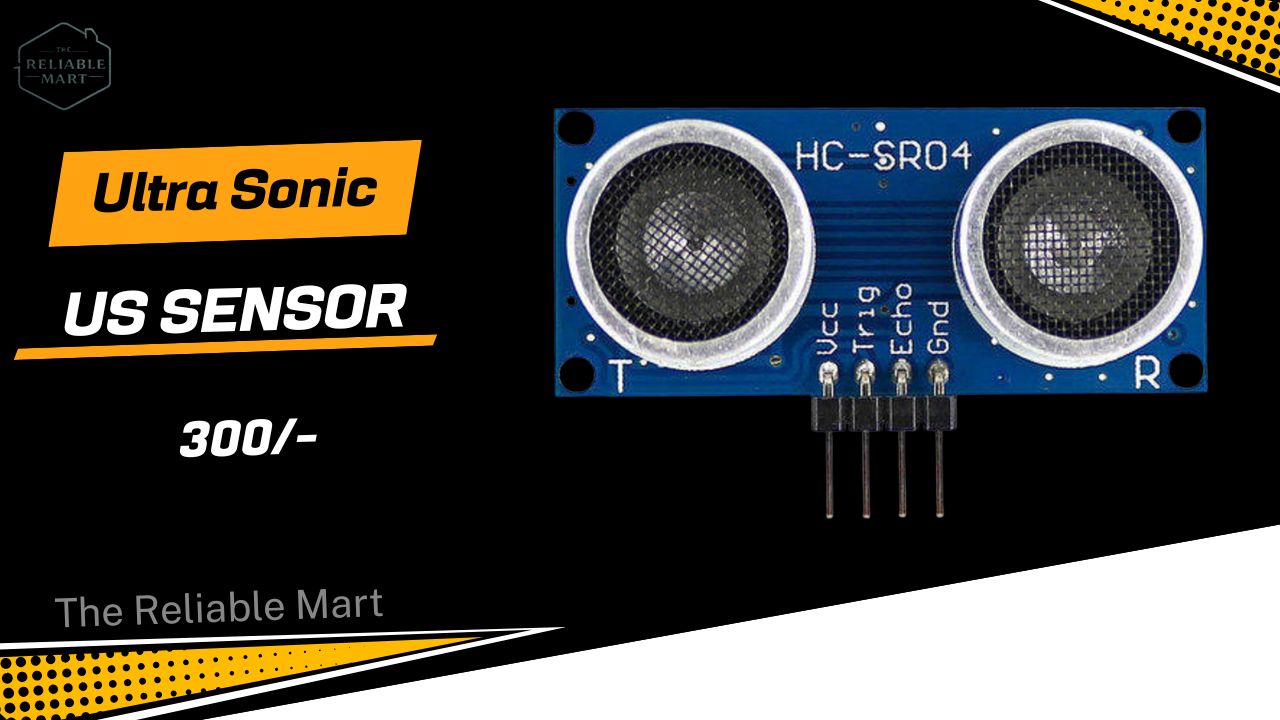 THE
RELIABLE
MART
Ultra Sonic
US SENSOR
300/-
The Reliable Mart
HC-SR04
Vcc
Trig
Echo
Gnd
T
R